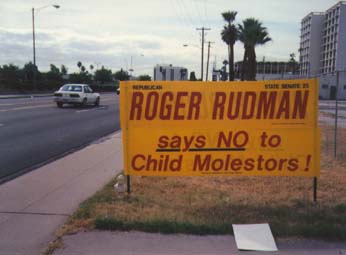 REPUBLICAN STATE SENATE 25
ROGER RUDMAN
says NO to
Child Molestors !